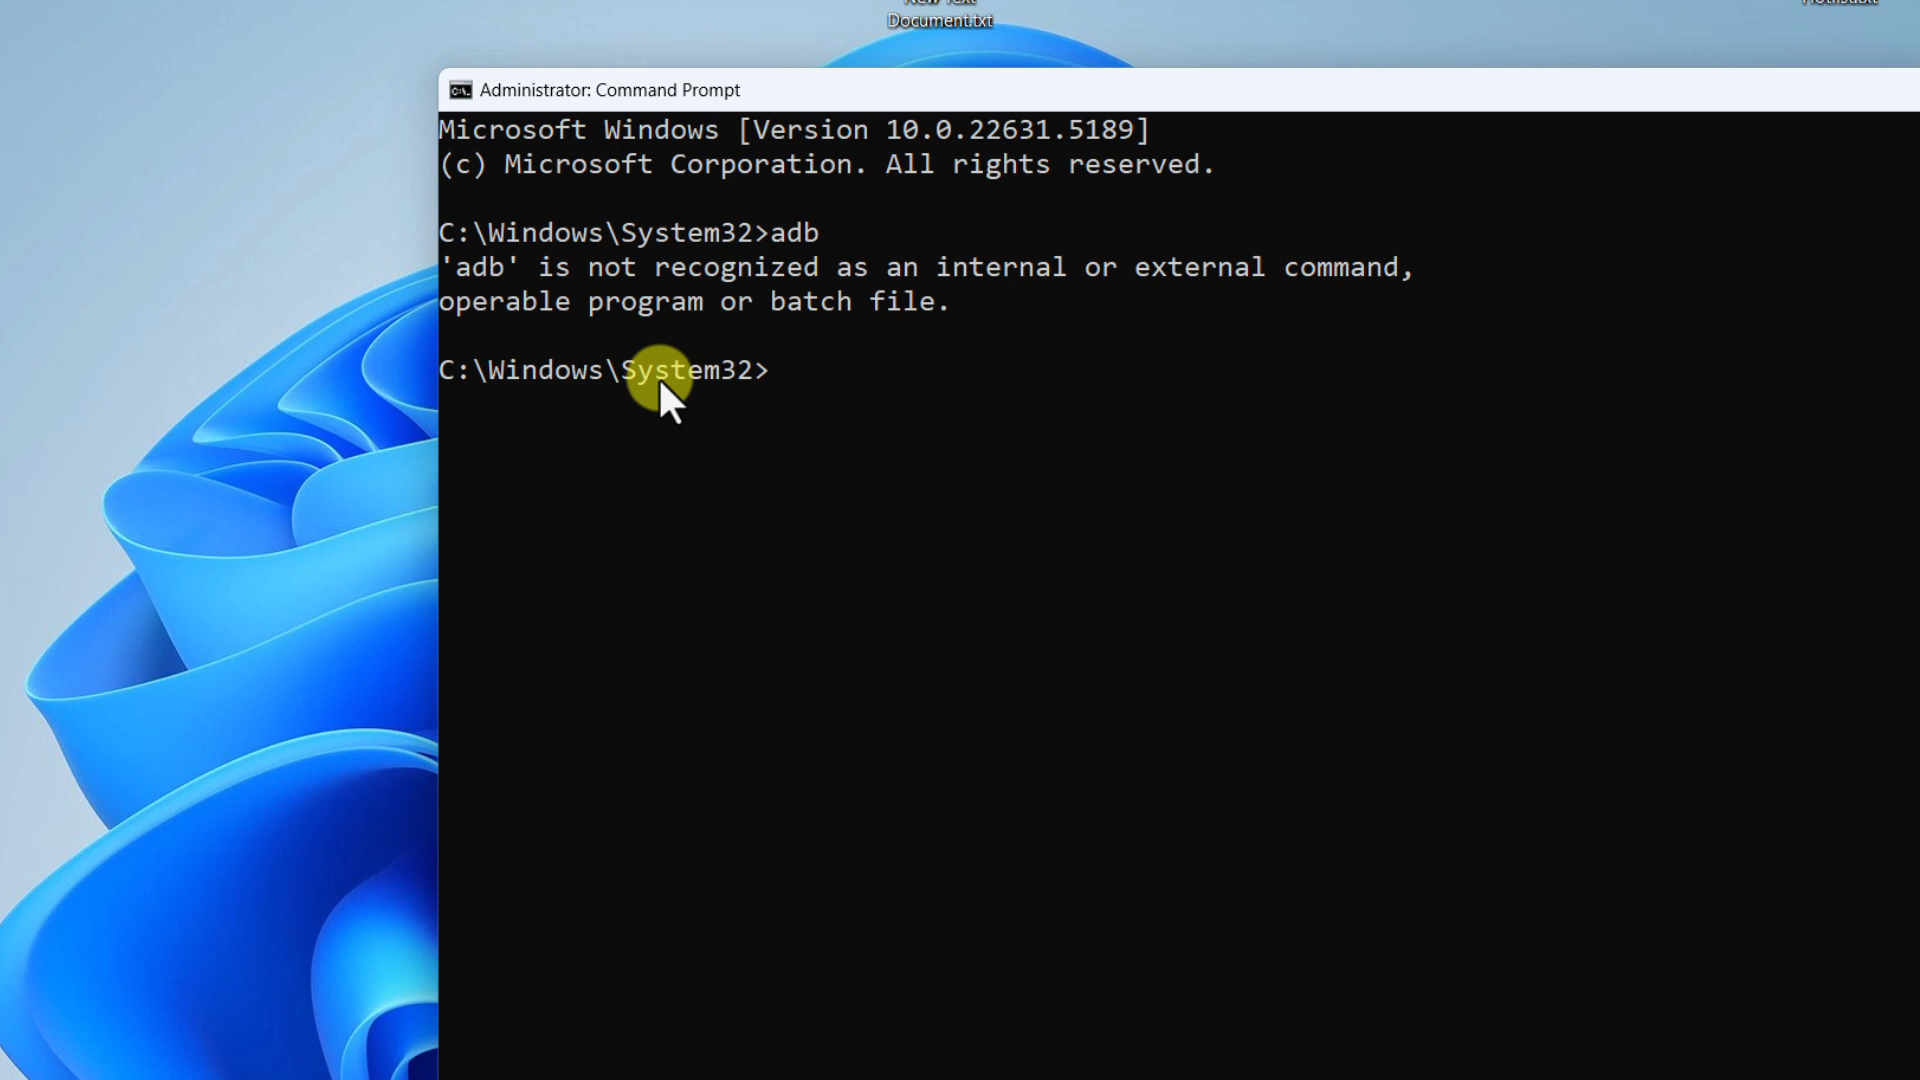 Document.txt
Administrator: Command Prompt
Microsoft Windows [Version 10.0.22631.5189]
(c) Microsoft Corporation. All rights reserved.
C:\Windows\System32>adb
'adb' is not recognized as an internal or external command,
operable program or batch file.
C:\Windows\System32>